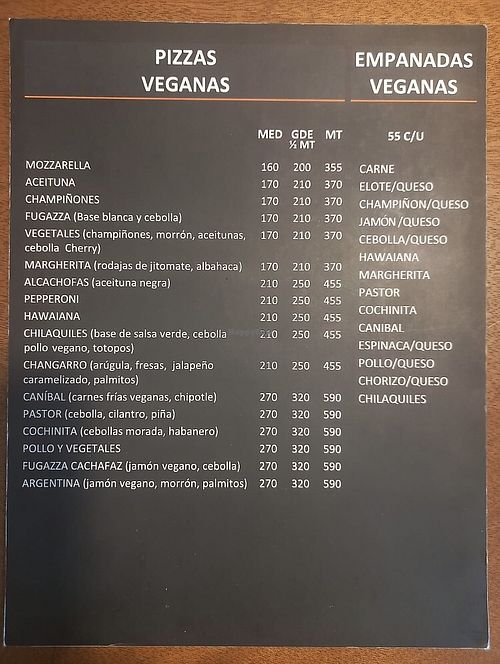 PIZZAS
VEGANAS
MED GDE MT
½ MT
MOZZARELLA 160 200 355
ACEITUNA 170 210 370
CHAMPIÑONES 170 210 370
FUGAZZA (Base blanca y cebolla) 170 210 370
VEGETALES (champiñones, morrón, aceitunas, 170 210 370
cebolla Cherry)
MARGHERITA (rodajas de jitomate, albahaca) 170 210 370
ALCACHOFAS (aceituna negra) 210 250 455
PEPPERONI 210 250 455
HAWAIANA 210 250 455
CHILAQUILES (base de salsa verde, cebolla 210 250 455
pollo vegano, totopos)
CHANGARRO (arúgula, fresas, jalapeño 210 250 455
caramelizado, palmitos)
CANÍBAL (carnes frías veganas, chipotle) 270 320 590
PASTOR (cebolla, cilantro, piña) 270 320 590
COCHINITA (cebollas morada, habanero) 270 320 590
POLLO Y VEGETALES 270 320 590
FUGAZZA CACHAFAZ (jamón vegano, cebolla) 270 320 590
ARGENTINA (jamón vegano, morrón, palmitos) 270 320 590
EMPANADAS
VEGANAS
55 C/U
CARNE
ELOTE/QUESO
CHAMPIÑON/QUESO
JAMÓN/QUESO
CEBOLLA/QUESO
HAWAIANA
MARGHERITA
PASTOR
COCHINITA
CANIBAL
ESPINACA/QUESO
POLLO/QUESO
CHORIZO/QUESO
CHILAQUILES